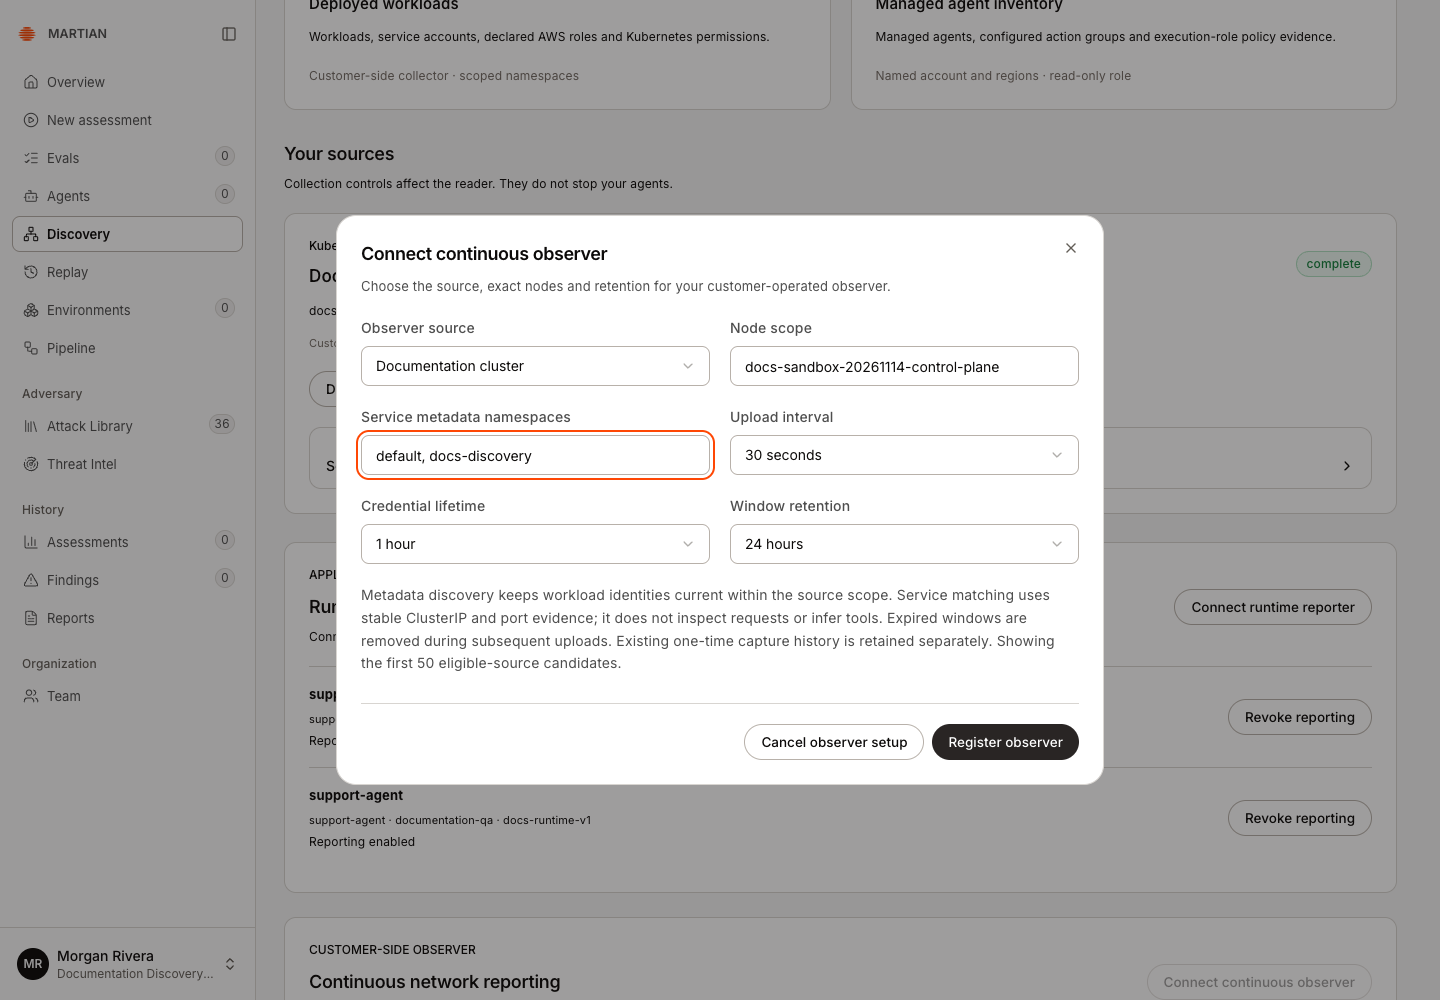 MARTIAN
Overview
New assessment
Evals 0
Agents 0
Discovery
Replay
Environments 0
Pipeline
Adversary
Attack Library 36
Threat Intel
History
Assessments 0
Findings 0
Reports
Organization
Team
MR
Morgan Rivera
Documentation Discovery...
Deployed workloads
Workloads, service accounts, declared AWS roles and Kubernetes permissions.
Customer-side collector · scoped namespaces
Managed agent inventory
Managed agents, configured action groups and execution-role policy evidence.
Named account and regions · read-only role
Your sources
Collection controls affect the reader. They do not stop your agents.
complete
Connect continuous observer
Choose the source, exact nodes and retention for your customer-operated observer.
Observer source
Documentation cluster
Node scope
docs-sandbox-20261114-control-plane
Service metadata namespaces
default, docs-discovery
Upload interval
30 seconds
Credential lifetime
1 hour
Window retention
24 hours
Metadata discovery keeps workload identities current within the source scope. Service matching uses
stable ClusterIP and port evidence; it does not inspect requests or infer tools. Expired windows are
removed during subsequent uploads. Existing one-time capture history is retained separately. Showing
the first 50 eligible-source candidates.
Cancel observer setup
Register observer
Connect runtime reporter
Revoke reporting
support-agent
support-agent · documentation-qa · docs-runtime-v1
Reporting enabled
Revoke reporting
CUSTOMER-SIDE OBSERVER
Continuous network reporting
Connect continuous observer